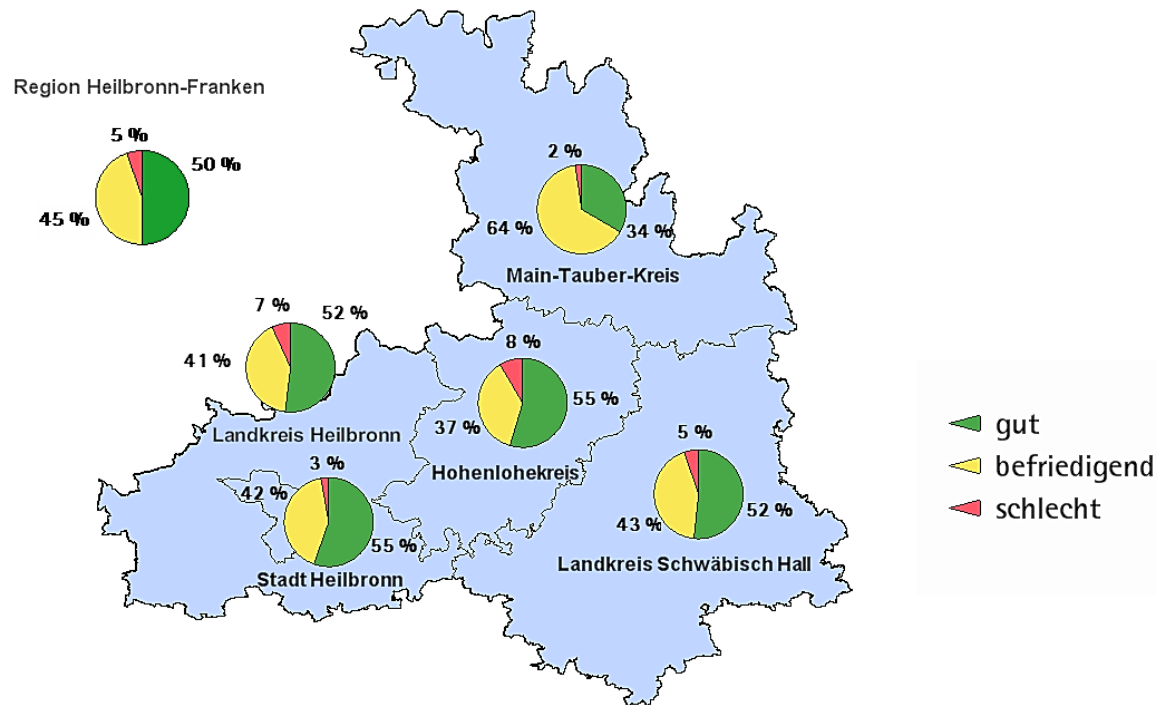 Region Heilbronn-Franken
5 %
50 %
45 %
2 %
64 %
34 %
Main-Tauber-Kreis
7 %
52 %
41 %
Landkreis Heilbronn
8 %
55 %
37 %
Hohenlohekreis
3 %
42 %
55 %
Stadt Heilbronn
5 %
43 %
52 %
Landkreis Schwäbisch Hall
gut
befriedigend
schlecht